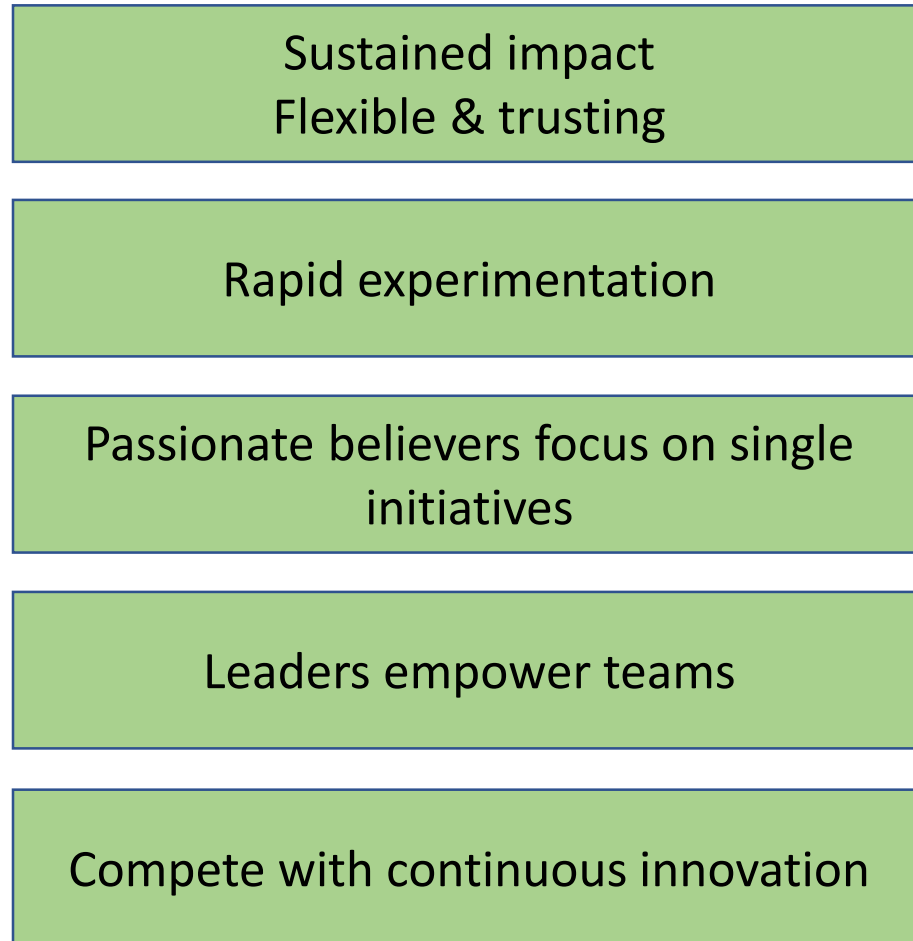 Sustained impact
Flexible & trusting
Rapid experimentation
Passionate believers focus on single
initiatives
Leaders empower teams
Compete with continuous innovation